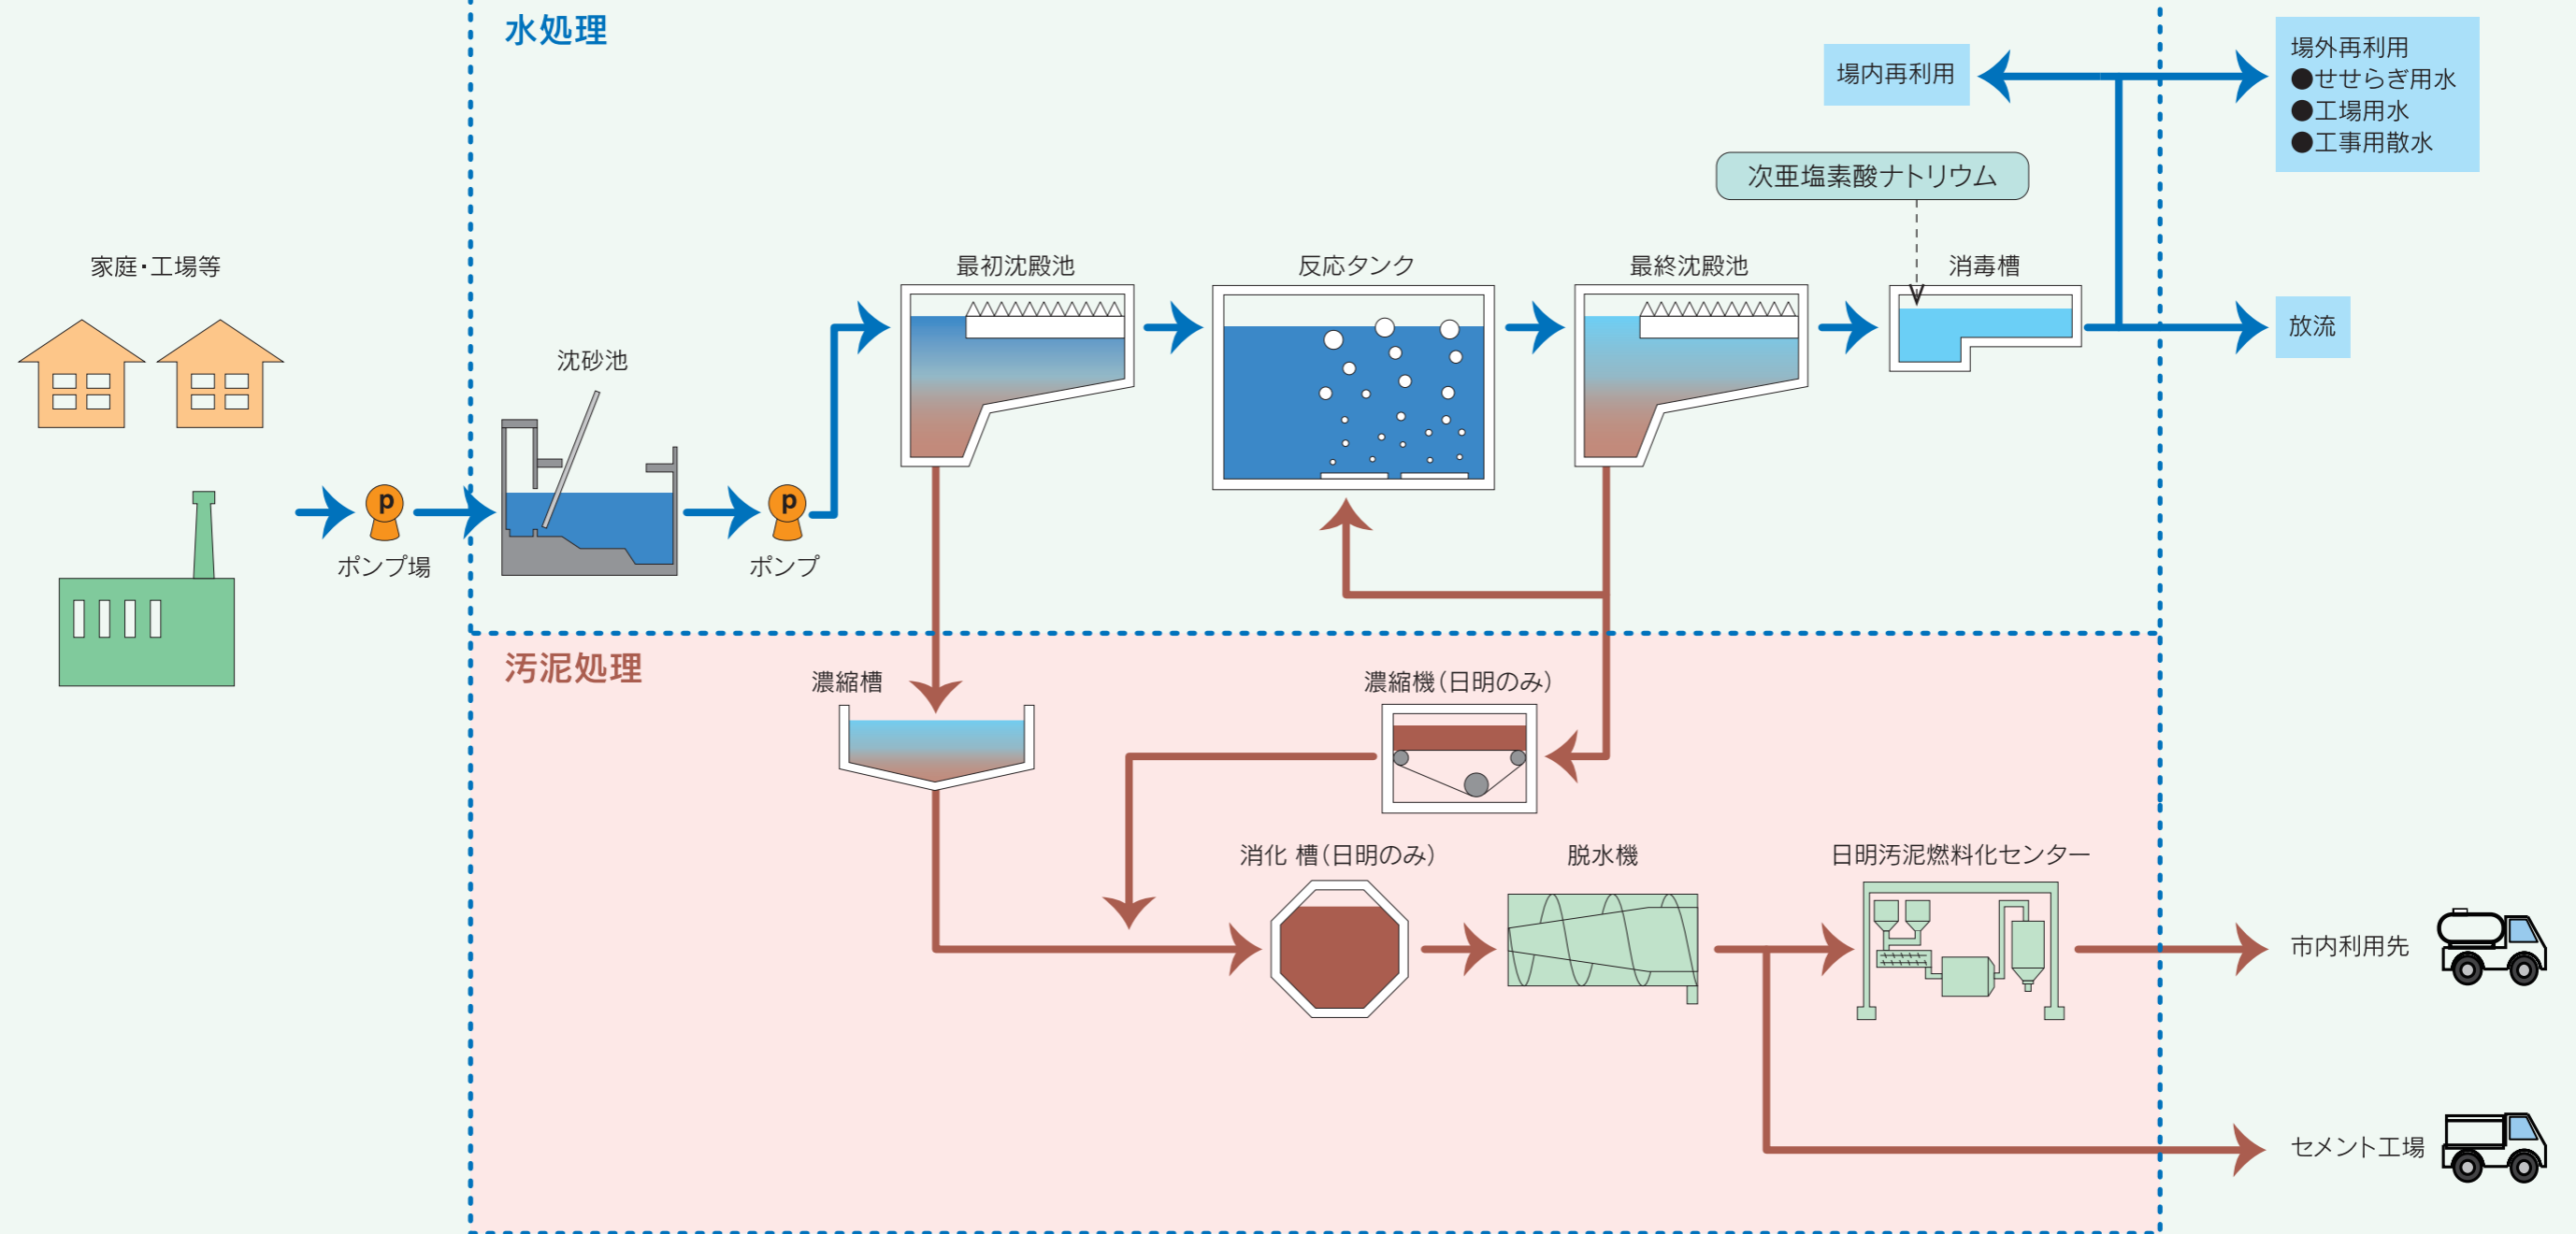 水処理
場内再利用
場外再利用
●せせらぎ用水
●工場用水
●工事用散水
次亜塩素酸ナトリウム
家庭・工場等
最初沈殿池
反応タンク
最終沈殿池
消毒槽
放流
沈砂池
p
p
ポンプ場
ポンプ
汚泥処理
濃縮槽
濃縮機(日明のみ)
消化 槽(日明のみ)
脱水機
日明汚泥燃料化センター
市内利用先
セメント工場